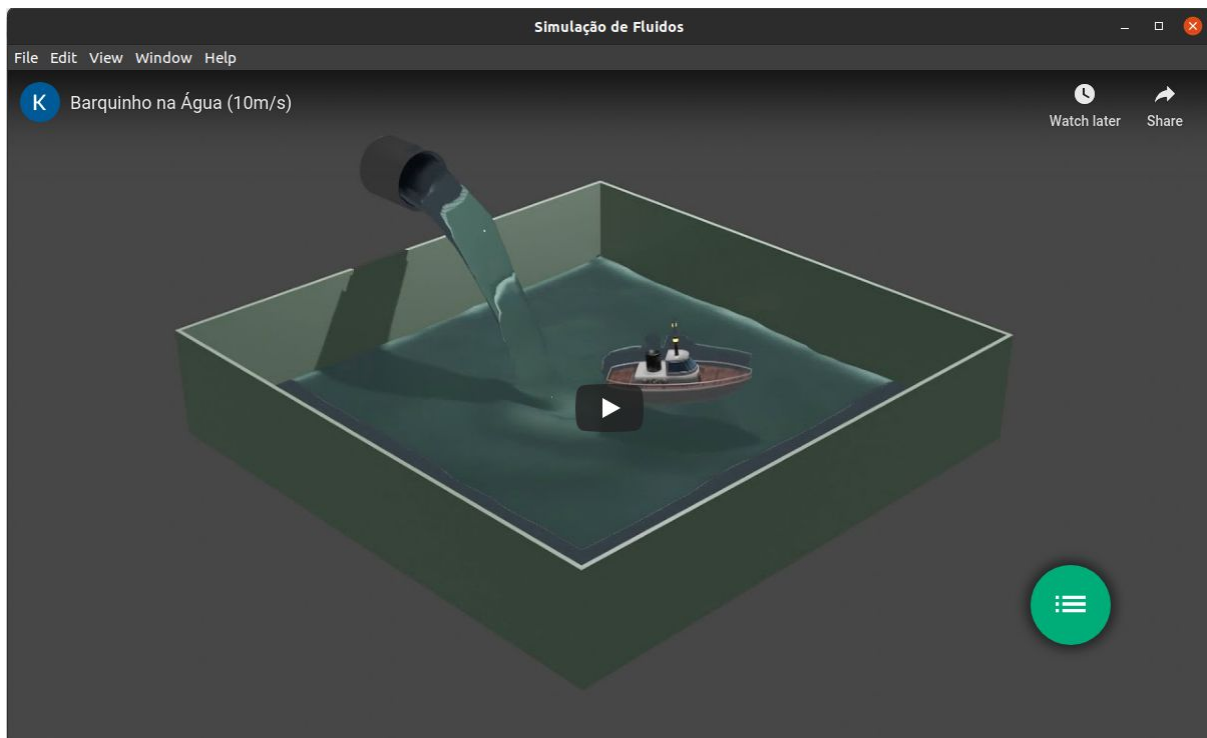 Simulação de Fluidos
File Edit View Window Help
K Barquinho na Água (10m/s)
Watch later Share